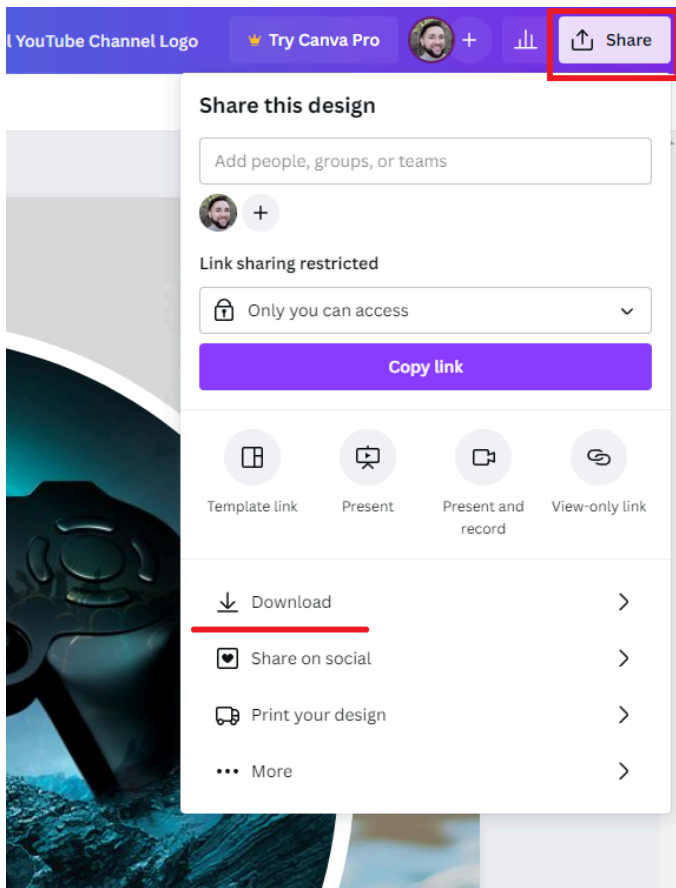 l YouTube Channel Logo
Try Canva Pro
+
Share
Share this design
Add people, groups, or teams
+
Link sharing restricted
Only you can access
Copy link
Template link
Present
Present and
record
View-only link
Download
Share on social
Print your design
More